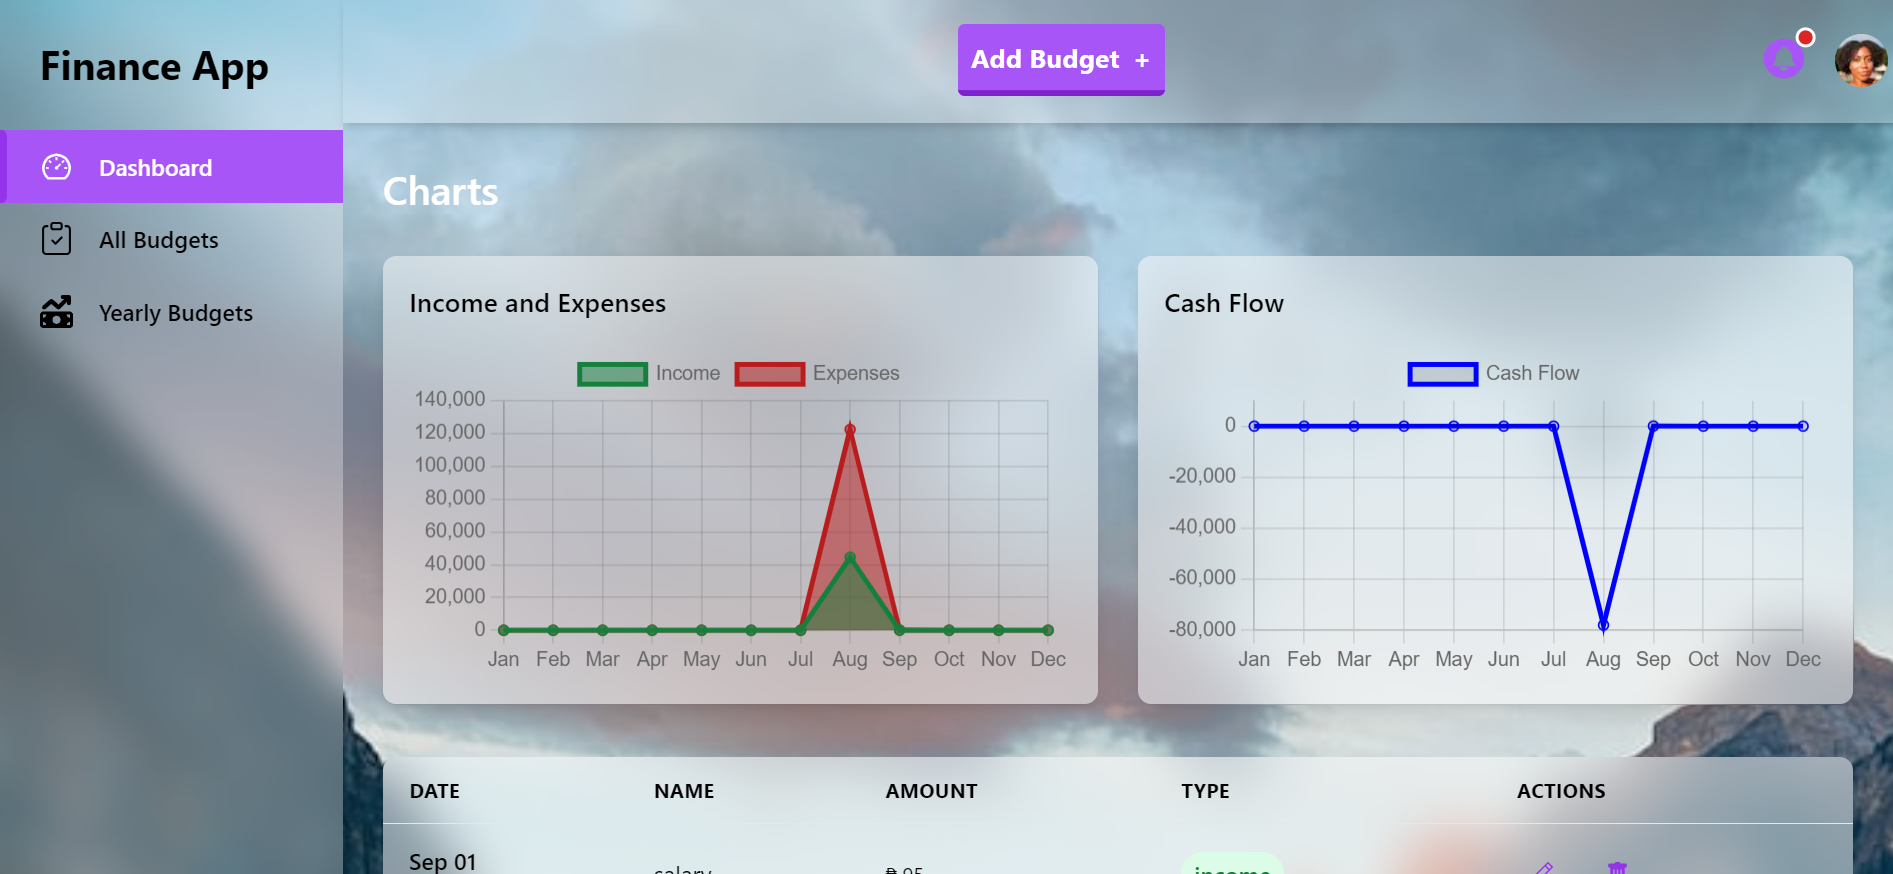 Finance App
Add Budget +
Dashboard
All Budgets
Yearly Budgets
Charts
Income and Expenses
Income Expenses
140,000
120,000
100,000
80,000
60,000
40,000
20,000
0
Jan Feb Mar Apr May Jun Jul Aug Sep Oct Nov Dec
Cash Flow
Cash Flow
0
-20,000
-40,000
-60,000
-80,000
Jan Feb Mar Apr May Jun Jul Aug Sep Oct Nov Dec
DATE NAME AMOUNT TYPE ACTIONS
Sep 01 salary income